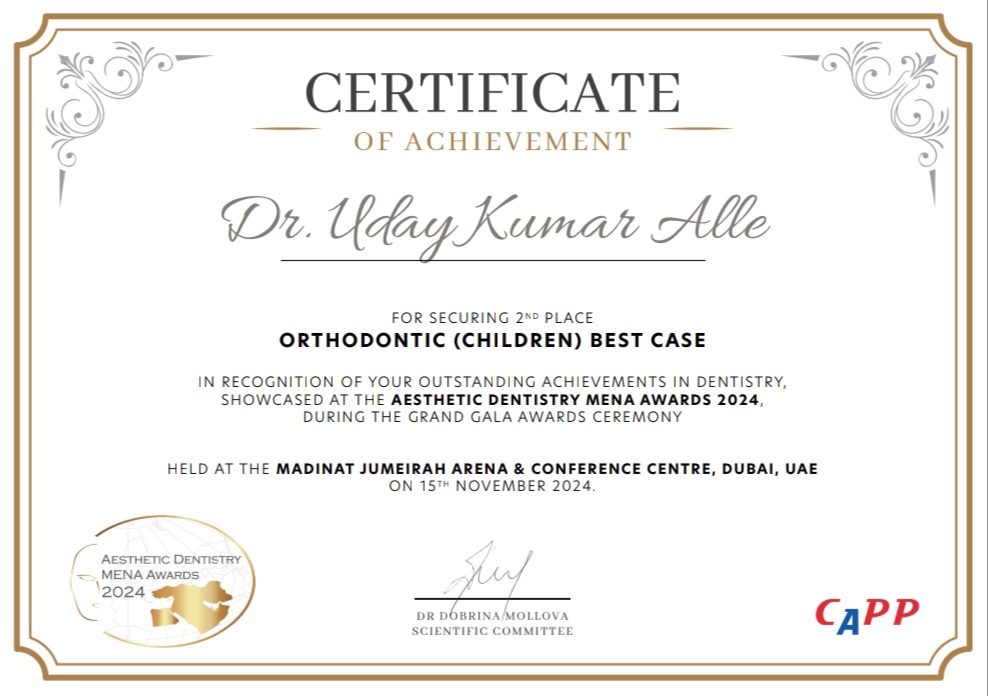 CERTIFICATE
OF ACHIEVEMENT
Dr. Uday Kumar Alle
FOR SECURING 2ND PLACE
ORTHODONTIC (CHILDREN) BEST CASE
IN RECOGNITION OF YOUR OUTSTANDING ACHIEVEMENTS IN DENTISTRY,
SHOWCASED AT THE AESTHETIC DENTISTRY MENA AWARDS 2024,
DURING THE GRAND GALA AWARDS CEREMONY
HELD AT THE MADINAT JUMEIRAH ARENA & CONFERENCE CENTRE, DUBAI, UAE
ON 15TH NOVEMBER 2024.
AESTHETIC DENTISTRY
MENA AWARDS
2024
DR DOBRINA MOLLOVA
SCIENTIFIC COMMITTEE
CAPP